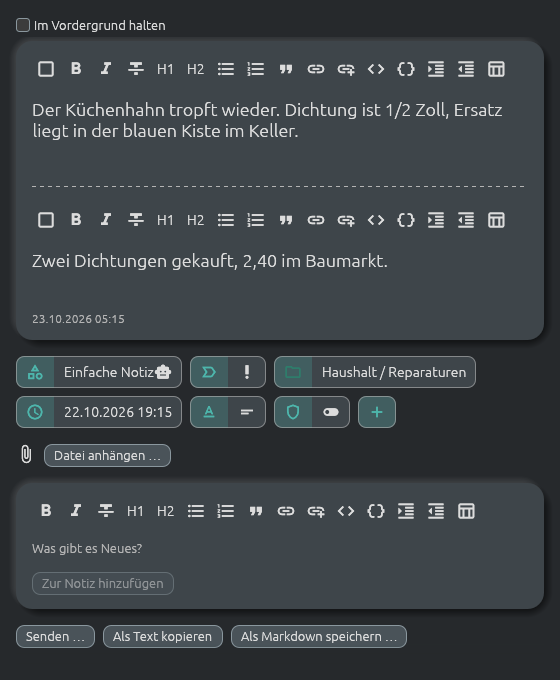 Im Vordergrund halten
B I H1 H2
Der Küchenhahn tropft wieder. Dichtung ist 1/2 Zoll, Ersatz
liegt in der blauen Kiste im Keller.
B I H1 H2
Zwei Dichtungen gekauft, 2,40 im Baumarkt.
23.10.2026 05:15
Einfache Notiz
Haushalt / Reparaturen
22.10.2026 19:15
A
Datei anhängen ...
B I H1 H2
Was gibt es Neues?
Zur Notiz hinzufügen
Senden ... Als Text kopieren Als Markdown speichern ...